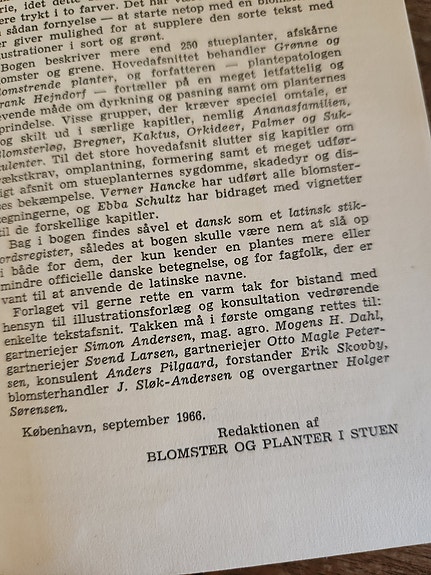 rie, idet dette
ere trykt i to farver. Det har
n sådan fornyelse — at starte netop med en blomst
er giver mulighed for at supplere den sorte tekst med
llustrationer i sort og grønt.
Bogen beskriver mere end 250 stueplanter, afskårne
omster og grene. Hovedafsnittet behandler Grønne og
lomstrende planter, og forfatteren — plantepatologen
rank Hejndorf — fortæller på en meget letfattelig og
evende måde om dyrkning og pasning samt om planternes
prindelse. Visse grupper, der kræver speciel omtale, er
og skilt ud i særlige kapitler, nemlig Ananasfamilien,
Blomsterløg, Bregner, Kaktus, Orkideer, Palmer og Suk-
ulenter. Til det store hovedafsnit slutter sig kapitler om
ækstkrav, omplantning, formering samt et meget udfør-
igt afsnit om stueplanternes sygdomme, skadedyr og dis-
es bekæmpelse. Verner Hancke har udført alle blomster-
egningerne, og Ebba Schultz har bidraget med vignetter
til de forskellige kapitler.
Bag i bogen findes såvel et dansk som et latinsk stik-
ordsregister, således at bogen skulle være nem at slå op
i både for dem, der kun kender en plantes mere eller
mindre officielle danske betegnelse, og for fagfolk, der er
vant til at anvende de latinske navne.
Forlaget vil gerne rette en varm tak for bistand med
hensyn til illustrationsforlæg og konsultation vedrørende
enkelte tekstafsnit. Takken må i første omgang rettes til:
gartneriejer Simon Andersen, mag. agro. Mogens H. Dahl,
gartneriejer Svend Larsen, gartneriejer Otto Magle Peter-
sen, konsulent Anders Pilgaard, forstander Erik Skovby,
blomsterhandler J. Sløk-Andersen og overgartner Holger
Sørensen.
København, september 1966.
Redaktionen af
BLOMSTER OG PLANTER I STUEN